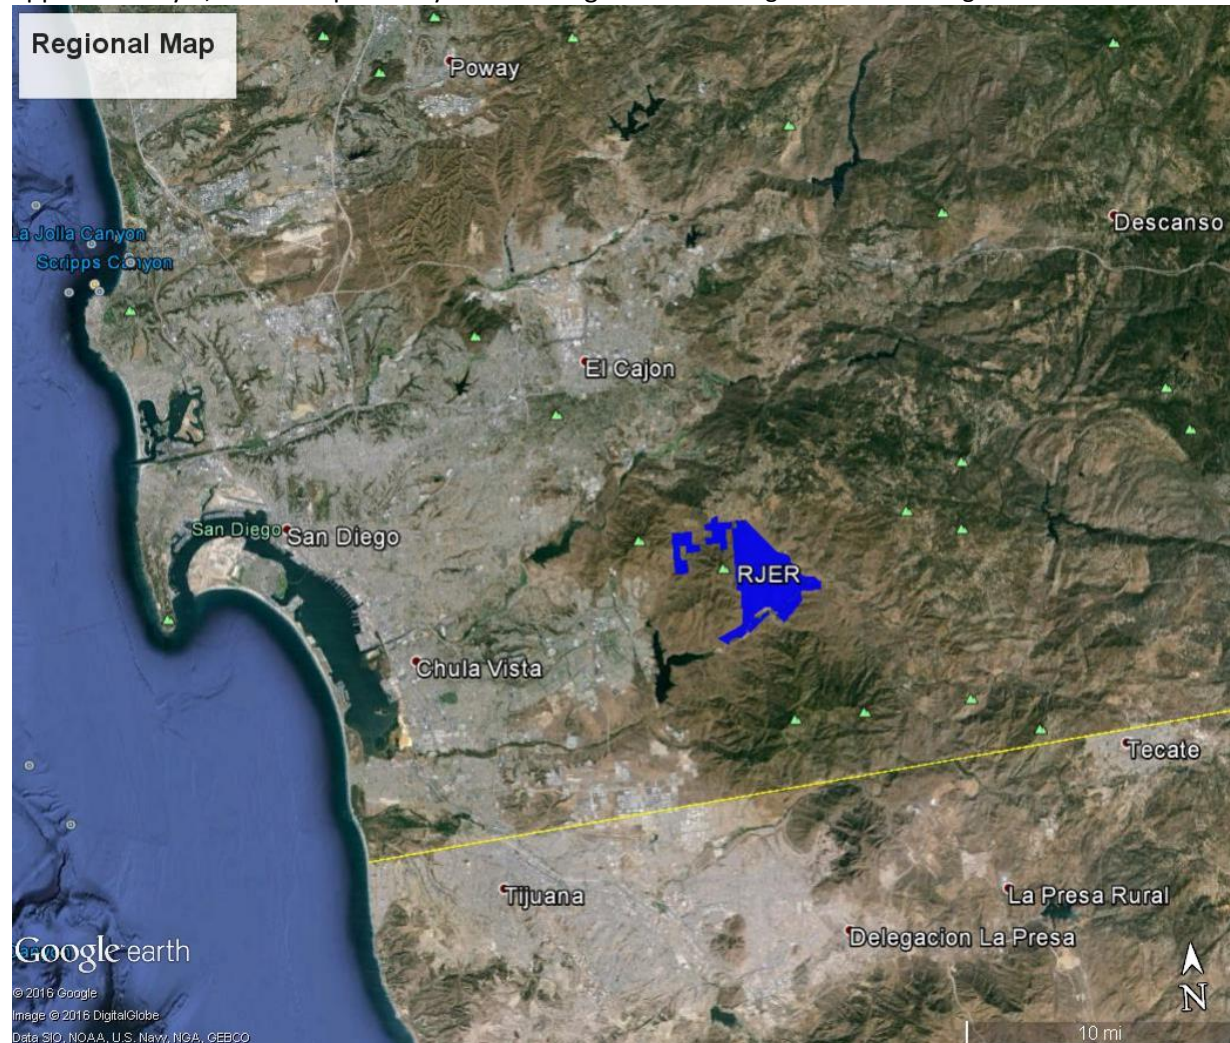 Regional Map
Poway
Descanso
La Jolla Canyon
Scripps Canyon
El Cajon
San Diego
San Diego
RJER
Chula Vista
Tecate
Tijuana
La Presa Rural
Delegacion La Presa
Google earth
© 2016 Google
Image © 2016 DigitalGlobe
Data SIO, NOAA, U.S. Navy, NGA, GEBCO
N
10 mi